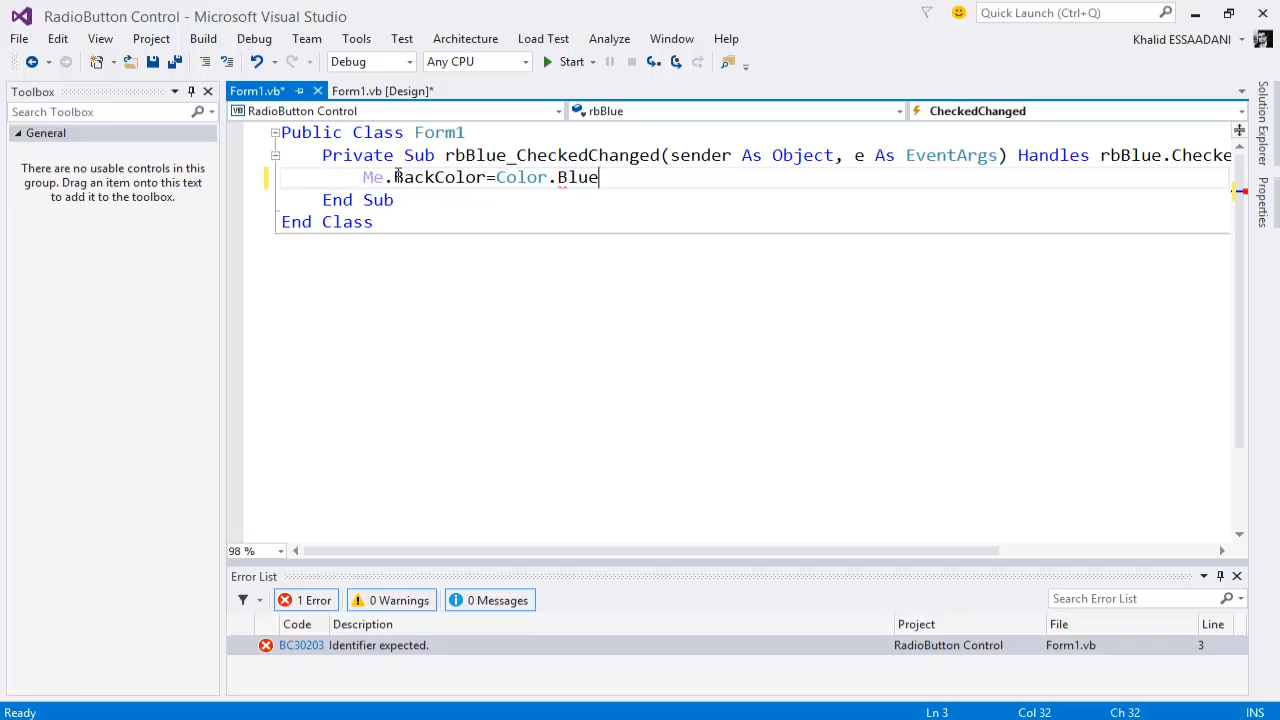 RadioButton Control - Microsoft Visual Studio
Quick Launch (Ctrl+Q)
File Edit View Project Build Debug Team Tools Test Architecture Load Test Analyze Window Help
Khalid ESSAADANI
Debug Any CPU Start
Toolbox
Form1.vb* Form1.vb [Design]*
Search Toolbox
VB RadioButton Control rbBlue CheckedChanged
General
There are no usable controls in this
group. Drag an item onto this text
to add it to the toolbox.
Public Class Form1
Private Sub rbBlue_CheckedChanged(sender As Object, e As EventArgs) Handles rbBlue.Checke
Me.BackColor=Color.Blue
End Sub
End Class
Solution Explorer
Properties
98 %
Error List
1 Error 0 Warnings 0 Messages
Search Error List
Code Description Project File Line
BC30203 Identifier expected. RadioButton Control Form1.vb 3
Ready Ln 3 Col 32 Ch 32 INS